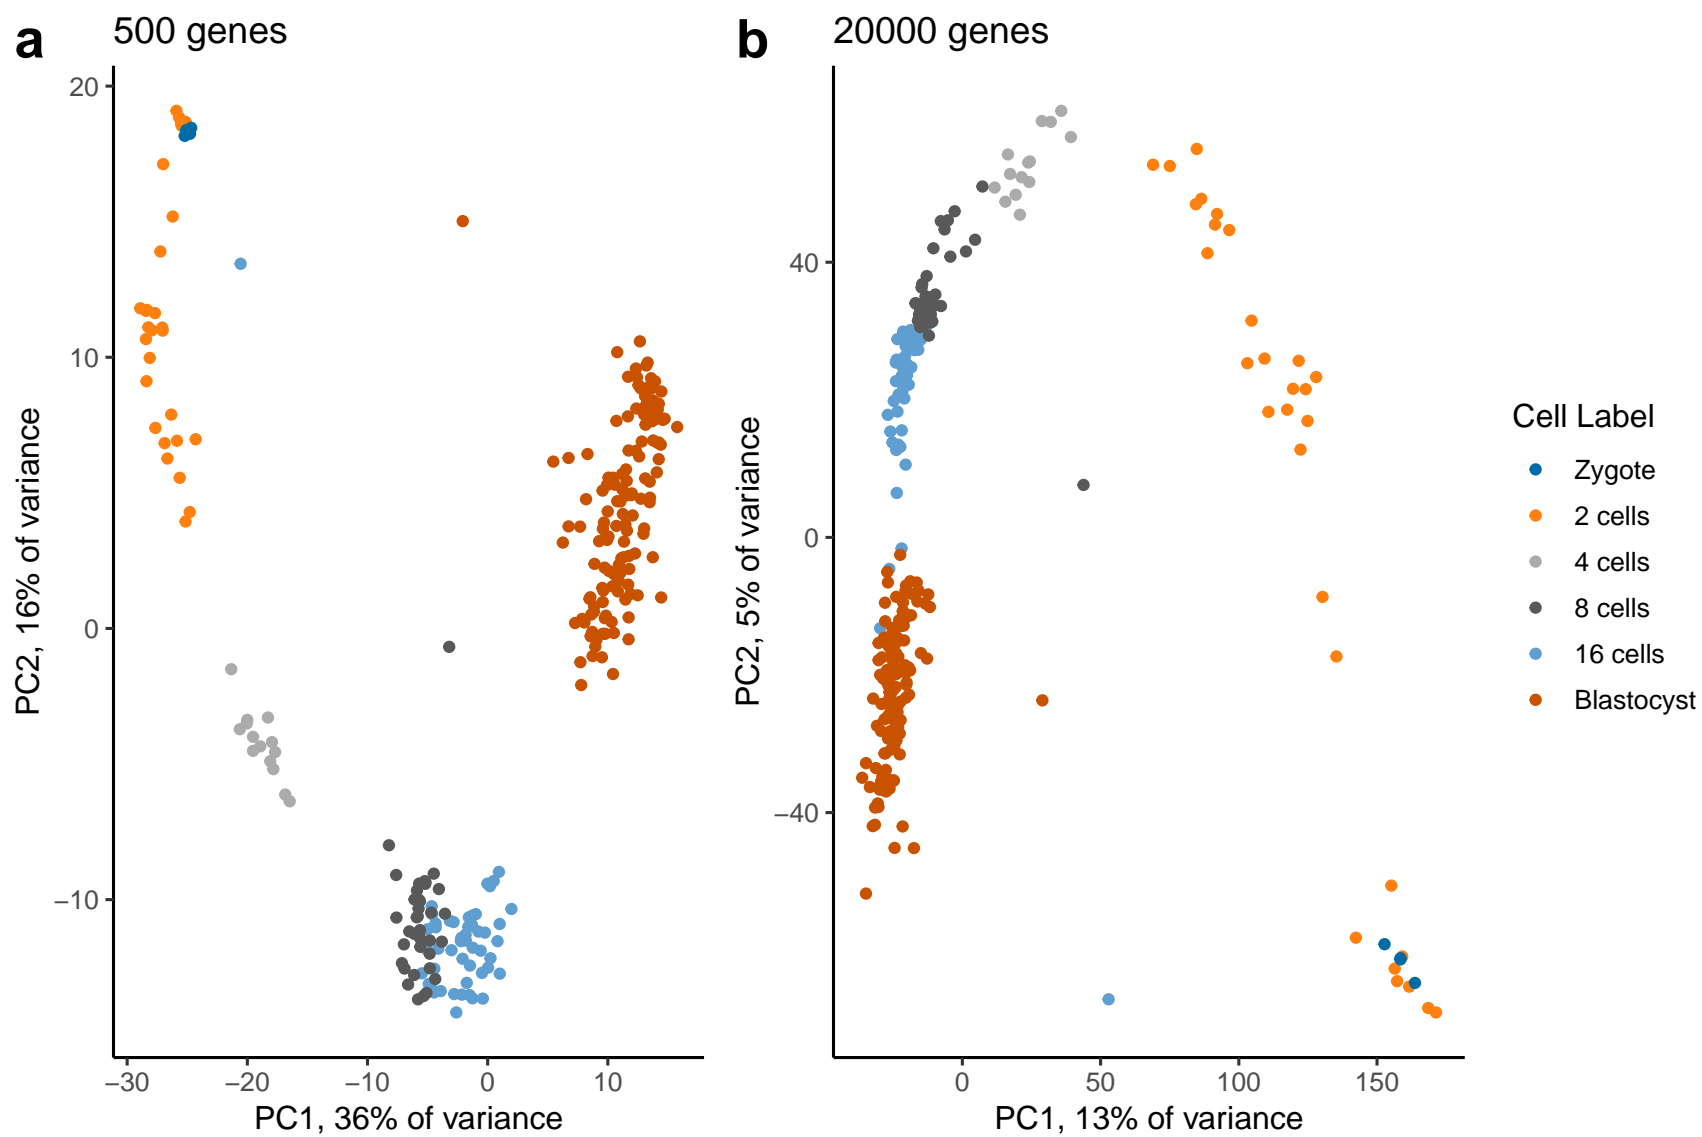 a
500 genes
20
10
0
−10
−30
−20
−10
0
10
PC2, 16% of variance
PC1, 36% of variance
b
20000 genes
40
0
−40
0
50
100
150
PC2, 5% of variance
PC1, 13% of variance
Cell Label
Zygote
2 cells
4 cells
8 cells
16 cells
Blastocyst